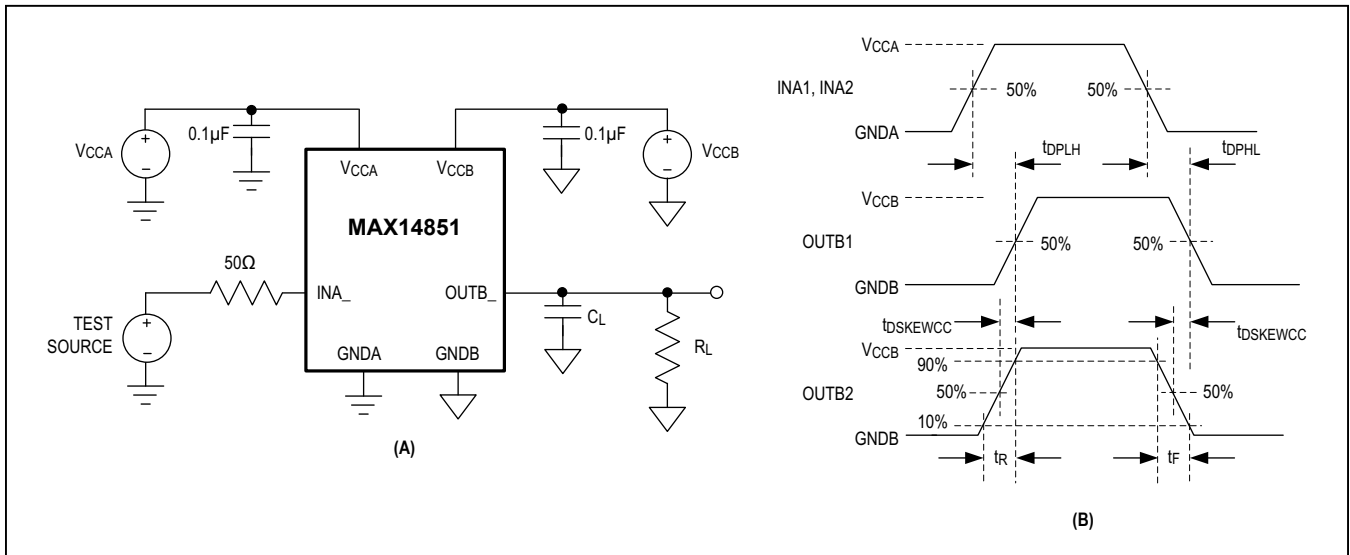 0.1µF
0.1µF
VCCA
VCCB
VCCA
VCCB
MAX14851
50Ω
INA_
OUTB_
TEST
SOURCE
CL
RL
GNDA
GNDB
(A)
VCCA
INA1, INA2
50%
50%
GNDA
tDPLH
tDPHL
VCCB
OUTB1
50%
50%
GNDB
tDSKEWCC
tDSKEWCC
VCCB
90%
50%
50%
OUTB2
10%
GNDB
tR
tF
(B)